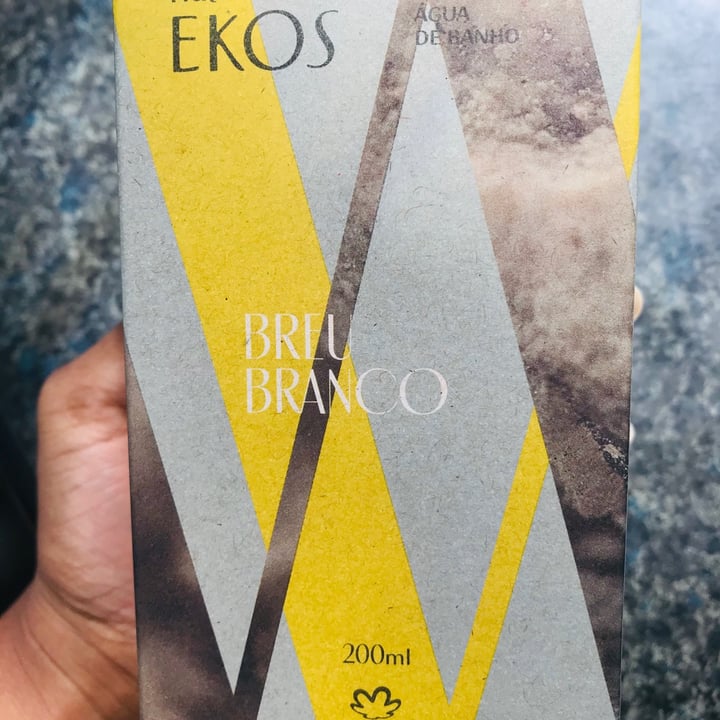 EKOS
ÁGUA
DE BANHO
BREU
BRANCO
200ml